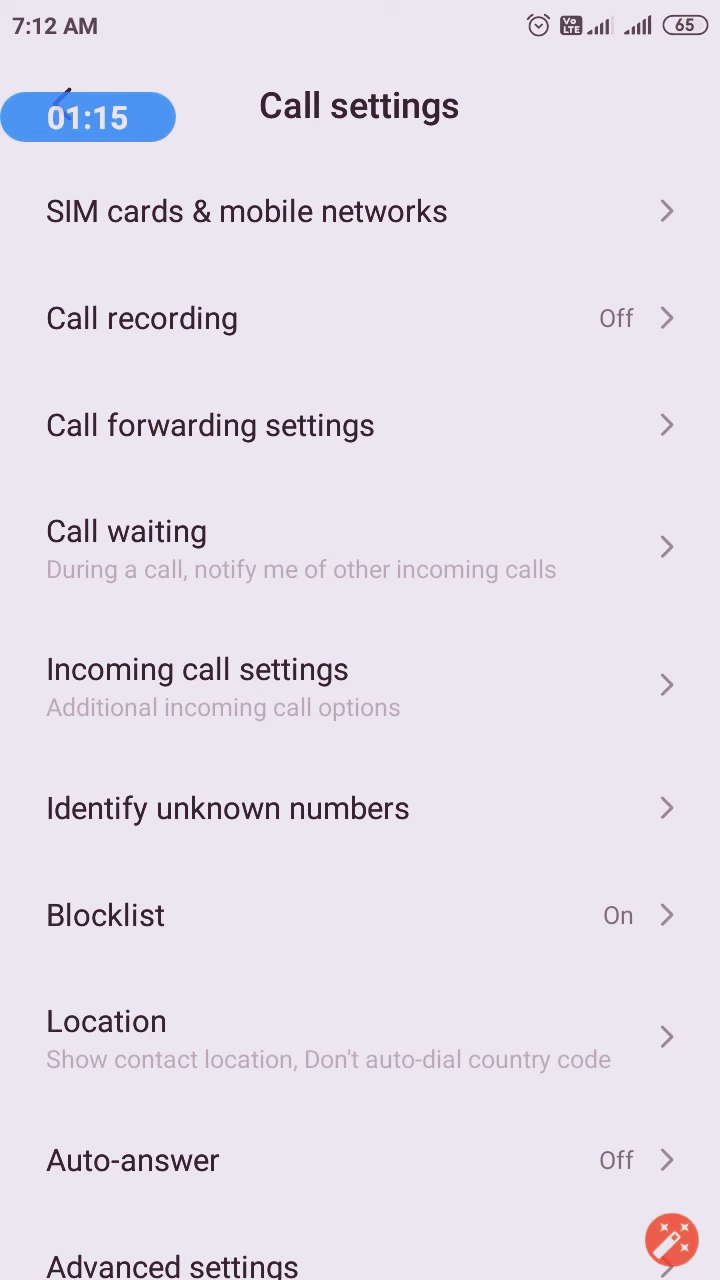 7:12 AM
Vo LTE
65
01:15
Call settings
SIM cards & mobile networks
Call recording
Off
Call forwarding settings
Call waiting
During a call, notify me of other incoming calls
Incoming call settings
Additional incoming call options
Identify unknown numbers
Blocklist
On
Location
Show contact location, Don't auto-dial country code
Auto-answer
Off
Advanced settings